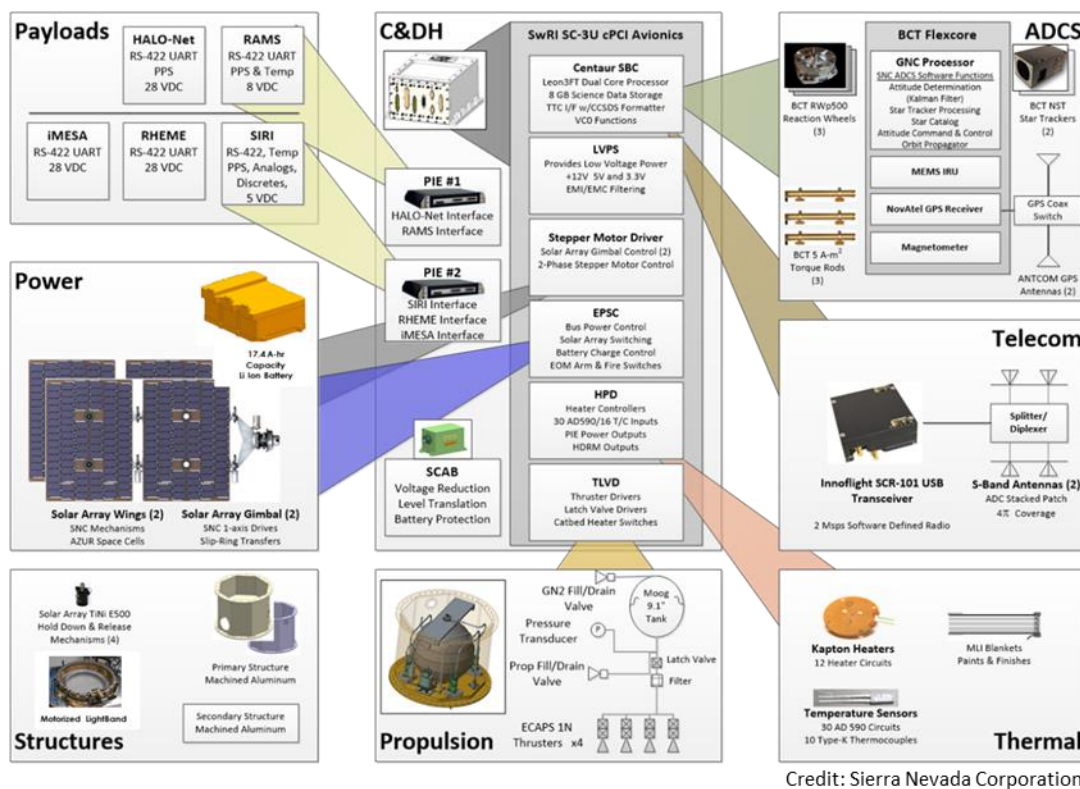 Payloads
HALO-Net
RS-422 UART
PPS
28 VDC
RAMS
RS-422 UART
PPS & Temp
8 VDC
iMESA
RS-422 UART
28 VDC
RHEME
RS-422 UART
28 VDC
SIRI
RS-422, Temp
PPS, Analogs,
Discretes,
5 VDC
Power
17.4 A-hr
Capacity
Li Ion Battery
Solar Array Wings (2)
SNC Mechanisms
AZUR Space Cells
Solar Array Gimbal (2)
SNC 1-axis Drives
Slip-Ring Transfers
Solar Array TiNi E500
Hold Down & Release
Mechanisms (4)
Motorized LightBand
Primary Structure
Machined Aluminum
Secondary Structure
Machined Aluminum
Structures
C&DH
PIE #1
HALO-Net Interface
RAMS Interface
PIE #2
SIRI Interface
RHEME Interface
iMESA Interface
SCAB
Voltage Reduction
Level Translation
Battery Protection
SwRI SC-3U cPCI Avionics
Centaur SBC
Leon3FT Dual Core Processor
8 GB Science Data Storage
TTC I/F w/CCSDS Formatter
VC0 Functions
LVPS
Provides Low Voltage Power
+12V 5V and 3.3V
EMI/EMC Filtering
Stepper Motor Driver
Solar Array Gimbal Control (2)
2-Phase Stepper Motor Control
EPSC
Bus Power Control
Solar Array Switching
Battery Charge Control
EOM Arm & Fire Switches
HPD
Heater Controllers
30 AD590/16 T/C Inputs
PIE Power Outputs
HDRM Outputs
TLVD
Thruster Drivers
Latch Valve Drivers
Catbed Heater Switches
GN2 Fill/Drain
Valve
Moog
9.1"
Tank
Pressure
Transducer
P
Latch Valve
Prop Fill/Drain
Valve
Filter
ECAPS 1N
Thrusters x4
Propulsion
ADCS
BCT RWp500
Reaction Wheels
(3)
BCT 5 A-m²
Torque Rods
(3)
BCT Flexcore
GNC Processor
SNC ADCS Software Functions
Attitude Determination
(Kalman Filter)
Star Tracker Processing
Star Catalog
Attitude Command & Control
Orbit Propagator
MEMS IRU
NovAtel GPS Receiver
Magnetometer
BCT NST
Star Trackers
(2)
GPS Coax
Switch
ANTCOM GPS
Antennas (2)
Telecom
Innoflight SCR-101 USB
Transceiver
2 Msps Software Defined Radio
Splitter/
Diplexer
S-Band Antennas (2)
ADC Stacked Patch
4π Coverage
Kapton Heaters
12 Heater Circuits
MLI Blankets
Paints & Finishes
Temperature Sensors
30 AD 590 Circuits
10 Type-K Thermocouples
Thermal
Credit: Sierra Nevada Corporation